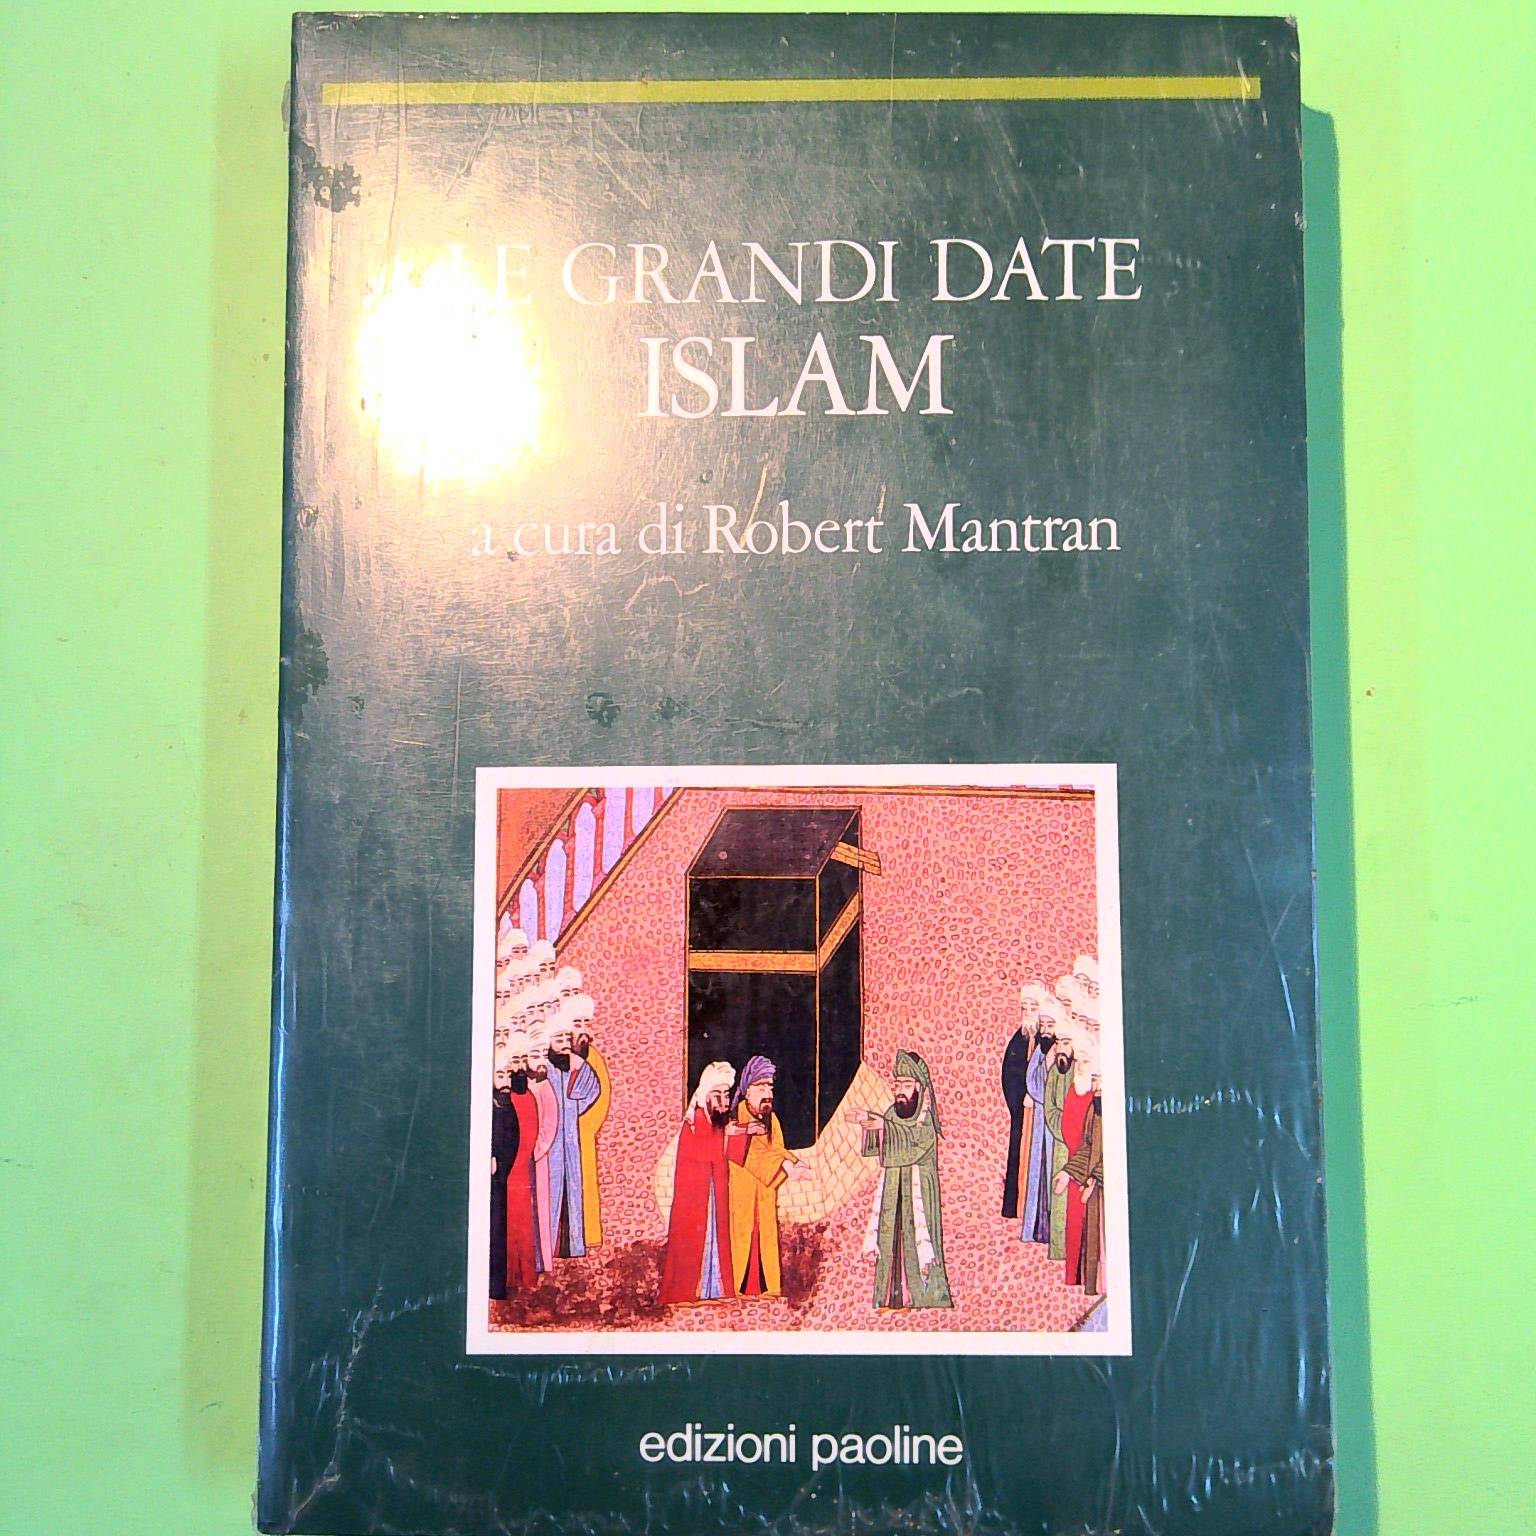 LE GRANDI DATE
ISLAM
a cura di Robert Mantran
edizioni paoline